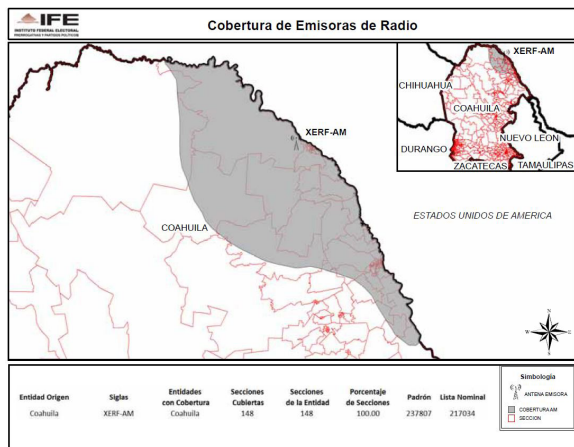 IFE
INSTITUTO FEDERAL ELECTORAL
PRERROGATIVAS Y PARTIDOS POLITICOS
Cobertura de Emisoras de Radio
XERF-AM
COAHUILA
XERF-AM
CHIHUAHUA
COAHUILA
NUEVO LEON
DURANGO
ZACATECAS
TAMAULIPAS
ESTADOS UNIDOS DE AMERICA
N
W E
S
Entidad Origen Siglas Entidades con Cobertura Secciones Cubiertas Secciones de la Entidad Porcentaje de Secciones Padrón Lista Nominal
Coahuila XERF-AM Coahuila 148 148 100.00 237807 217034
Simbología
ANTENA EMISORA
COBERTURA AM
SECCION